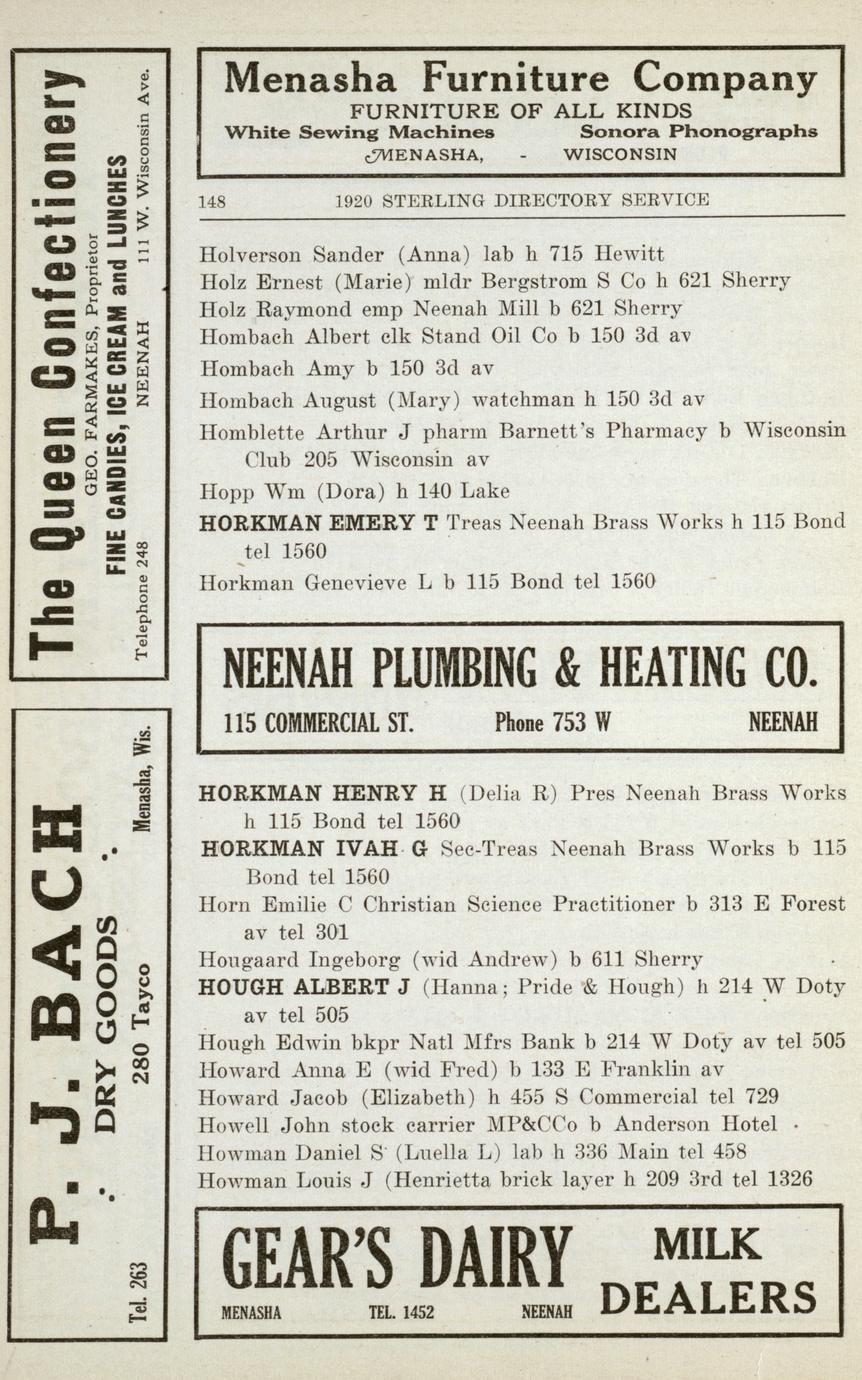 The Queen Confectionery
GEO. FARMAKES, Proprietor
FINE CANDIES, ICE CREAM and LUNCHES
Telephone 248 NEENAH 111 W. Wisconsin Ave.
P. J. BACH
DRY GOODS
Tel. 263 280 Tayco Menasha, Wis.
Menasha Furniture Company
FURNITURE OF ALL KINDS
White Sewing Machines Sonora Phonographs
MENASHA, - WISCONSIN
148 1920 STERLING DIRECTORY SERVICE
Holverson Sander (Anna) lab h 715 Hewitt
Holz Ernest (Marie) mldr Bergstrom S Co h 621 Sherry
Holz Raymond emp Neenah Mill b 621 Sherry
Hombach Albert clk Stand Oil Co b 150 3d av
Hombach Amy b 150 3d av
Hombach August (Mary) watchman h 150 3d av
Homblette Arthur J pharm Barnett's Pharmacy b Wisconsin
Club 205 Wisconsin av
Hopp Wm (Dora) h 140 Lake
HORKMAN EMERY T Treas Neenah Brass Works h 115 Bond
tel 1560
Horkman Genevieve L b 115 Bond tel 1560
NEENAH PLUMBING & HEATING CO.
115 COMMERCIAL ST. Phone 753 W NEENAH
HORKMAN HENRY H (Delia R) Pres Neenah Brass Works
h 115 Bond tel 1560
HORKMAN IVAH G Sec-Treas Neenah Brass Works b 115
Bond tel 1560
Horn Emilie C Christian Science Practitioner b 313 E Forest
av tel 301
Hougaard Ingeborg (wid Andrew) b 611 Sherry
HOUGH ALBERT J (Hanna; Pride & Hough) h 214 W Doty
av tel 505
Hough Edwin bkpr Natl Mfrs Bank b 214 W Doty av tel 505
Howard Anna E (wid Fred) b 133 E Franklin av
Howard Jacob (Elizabeth) h 455 S Commercial tel 729
Howell John stock carrier MP&CCo b Anderson Hotel
Howman Daniel S (Luella L) lab h 336 Main tel 458
Howman Louis J (Henrietta brick layer h 209 3rd tel 1326
GEAR'S DAIRY MILK DEALERS
MENASHA TEL. 1452 NEENAH